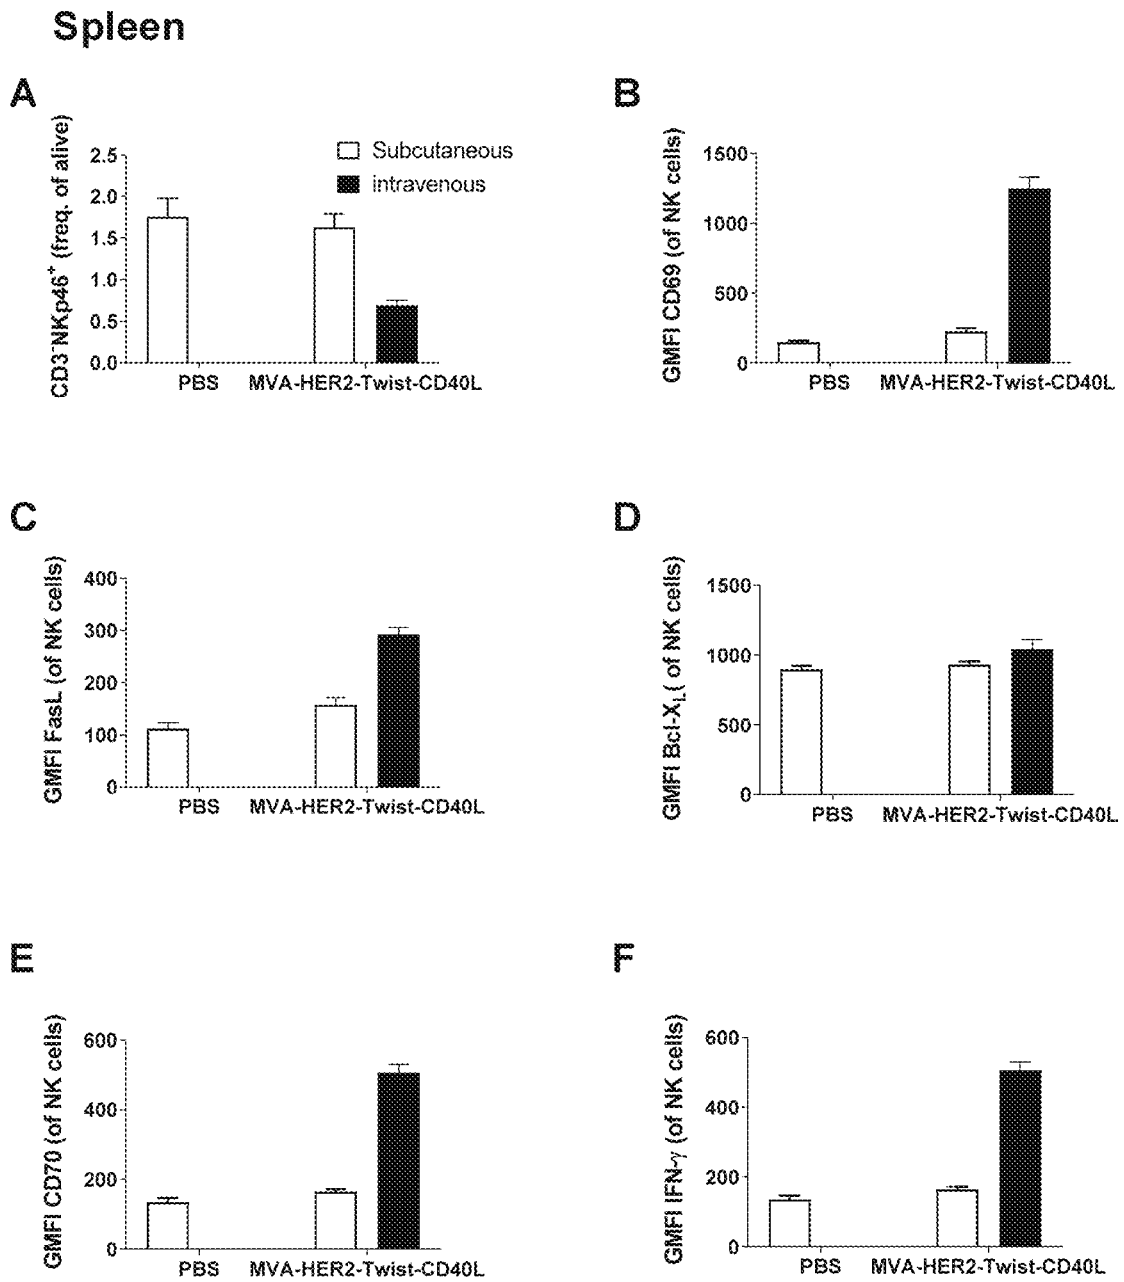 Spleen
A
CD3⁻NKp46⁺ (freq. of alive)
2.5
2.0
1.5
1.0
0.5
0.0
Subcutaneous
intravenous
PBS
MVA-HER2-Twist-CD40L
B
GMFI CD69 (of NK cells)
1500
1000
500
0
PBS
MVA-HER2-Twist-CD40L
C
GMFI FasL (of NK cells)
400
300
200
100
0
PBS
MVA-HER2-Twist-CD40L
D
GMFI Bcl-X_L( of NK cells)
1500
1000
500
0
PBS
MVA-HER2-Twist-CD40L
E
GMFI CD70 (of NK cells)
600
400
200
0
PBS
MVA-HER2-Twist-CD40L
F
GMFI IFN-γ (of NK cells)
600
400
200
0
PBS
MVA-HER2-Twist-CD40L